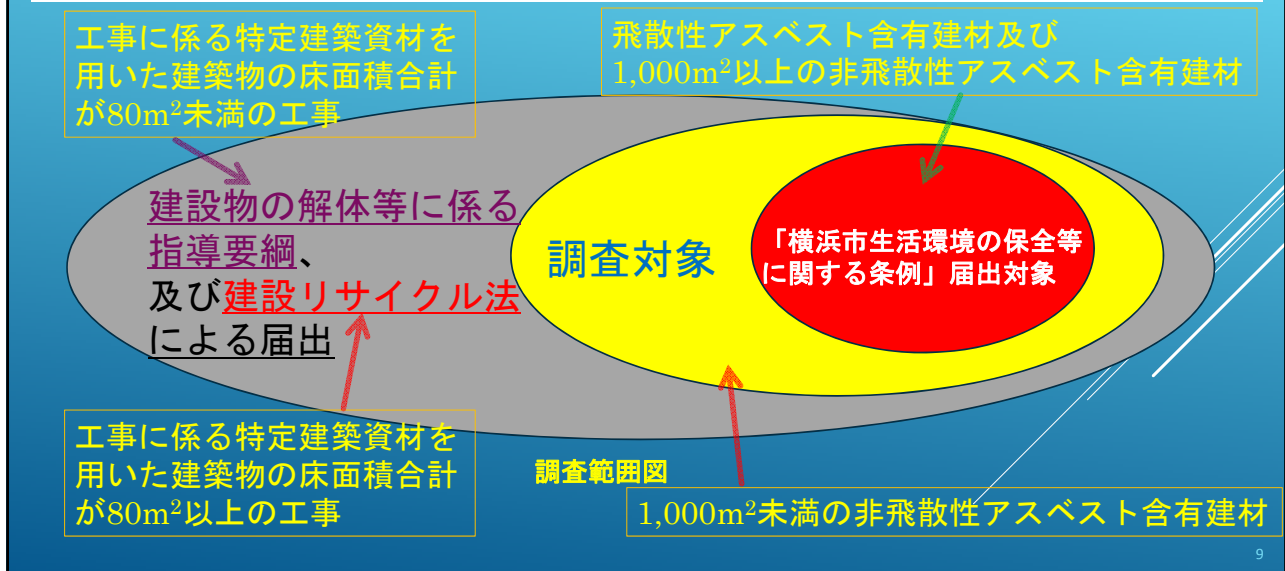 工事に係る特定建築資材を
用いた建築物の床面積合計
が80m²未満の工事
飛散性アスベスト含有建材及び
1,000m²以上の非飛散性アスベスト含有建材
建設物の解体等に係る
指導要綱、
及び建設リサイクル法
による届出
調査対象
「横浜市生活環境の保全等
に関する条例」届出対象
工事に係る特定建築資材を
用いた建築物の床面積合計
が80m²以上の工事
調査範囲図
1,000m²未満の非飛散性アスベスト含有建材
9